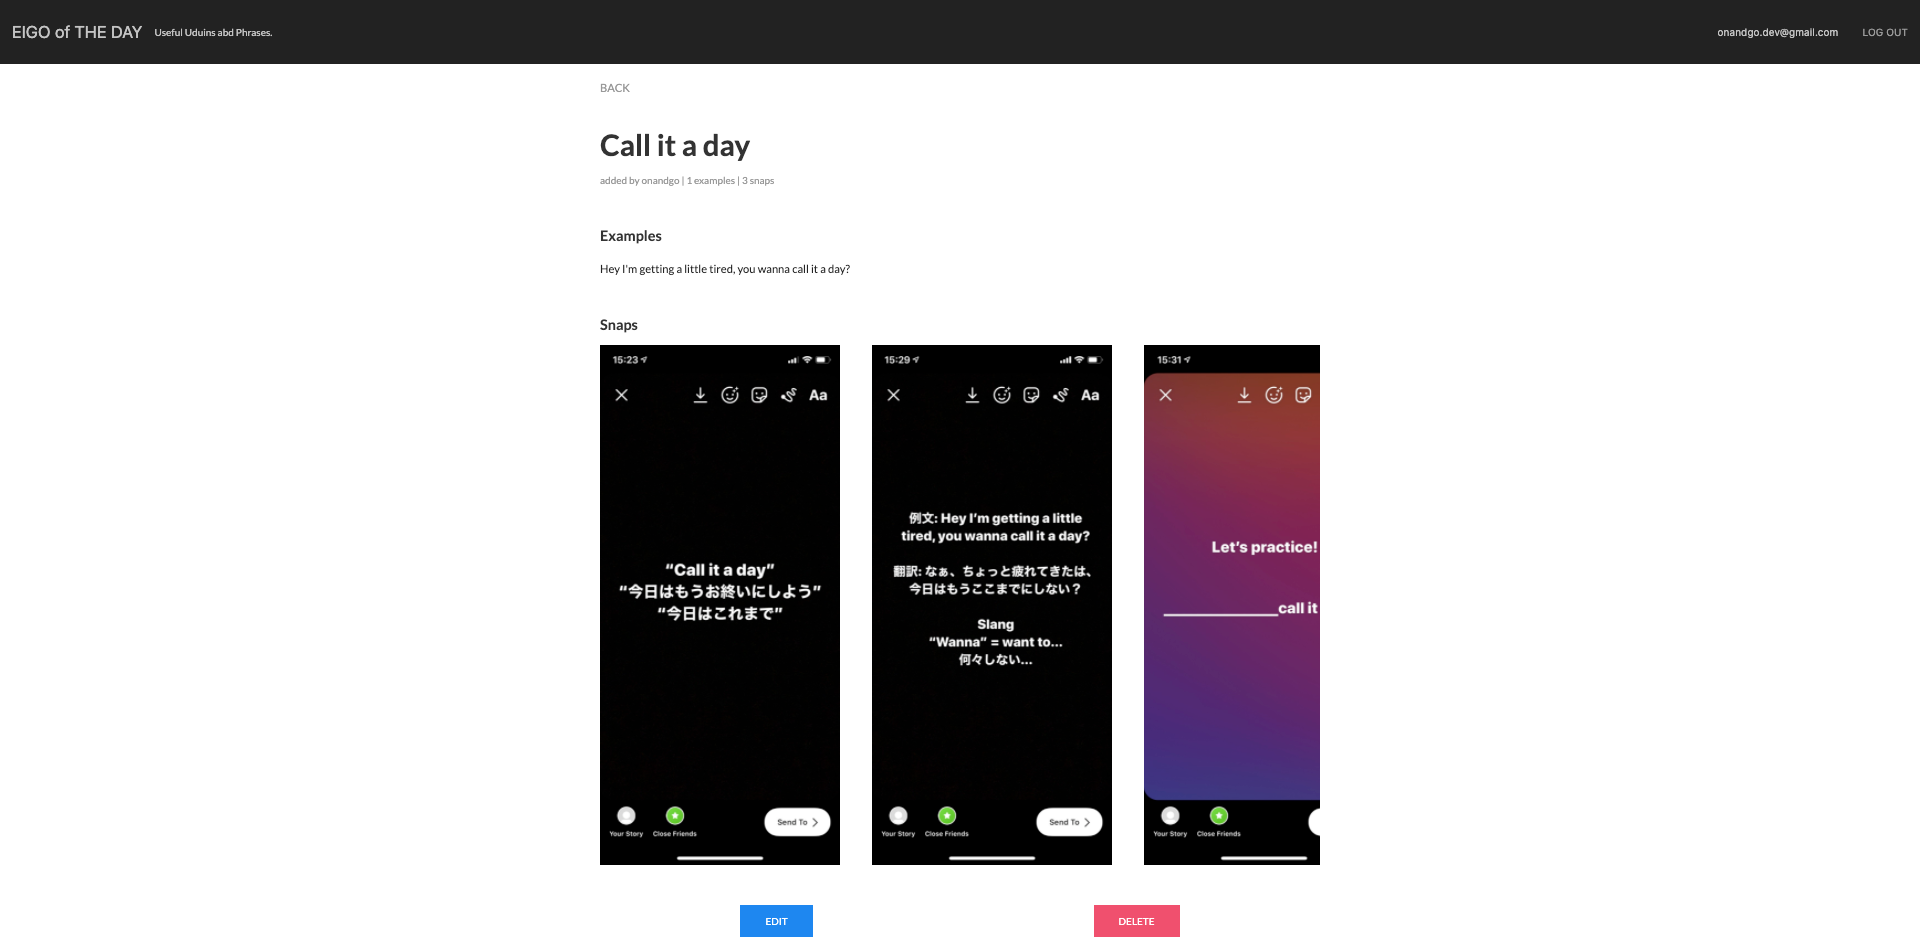 EIGO of THE DAY
Useful Uduins abd Phrases.
onandgo.dev@gmail.com
LOG OUT
BACK
Call it a day
added by onandgo | 1 examples | 3 snaps
Examples
Hey I'm getting a little tired, you wanna call it a day?
Snaps
15:23
Aa
“Call it a day”
“今日はもうお終いにしよう”
“今日はこれまで”
Your Story
Close Friends
Send To
15:29
Aa
例文: Hey I’m getting a little
tired, you wanna call it a day?
翻訳: なぁ、ちょっと疲れてきたは、
今日はもうここまでにしない？
Slang
“Wanna” = want to...
何々しない...
Your Story
Close Friends
Send To
15:31
Let’s practice!
____________call it
Your Story
Close Friends
EDIT
DELETE